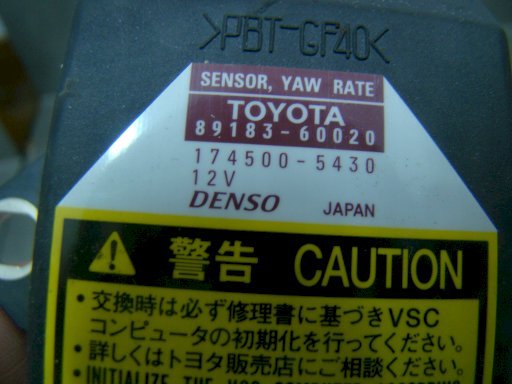 >PBT-GF40<
SENSOR, YAW RATE
TOYOTA
89183-60020
174500-5430
12V
DENSO JAPAN
警告 CAUTION
・交換時は必ず修理書に基づきVSC
コンピュータの初期化を行ってください。
・詳しくはトヨタ販売店にご相談ください。
・INITIALIZE THE VSC